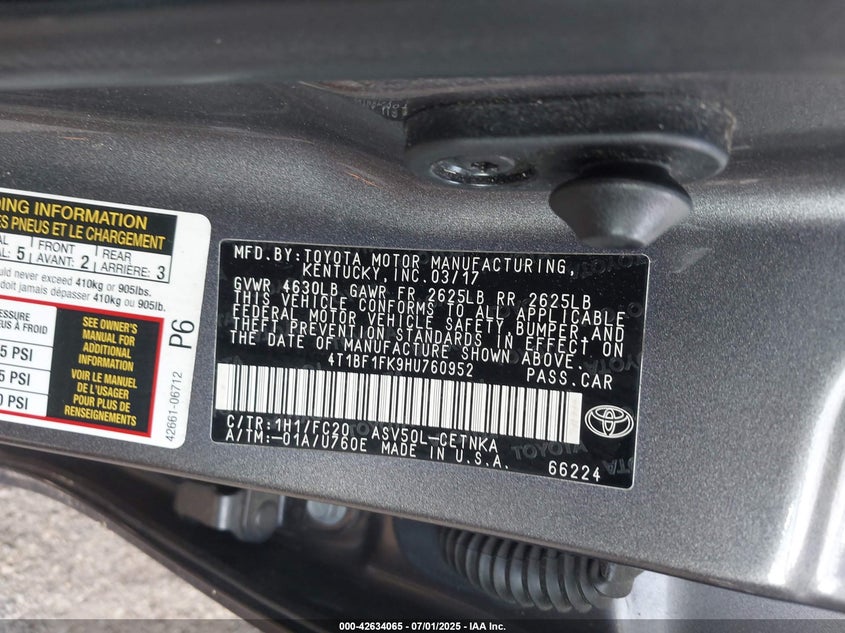 DING INFORMATION
ES PNEUS ET LE CHARGEMENT
AL: 5 FRONT AVANT: 2 REAR ARRIÈRE: 3
uld never exceed 410kg or 905lbs.
doit jamais dépasser 410kg ou 905lb.
ESSURE
EUS À FROID
5 PSI
5 PSI
0 PSI
SEE OWNER'S
MANUAL FOR
ADDITIONAL
INFORMATION
VOIR LE MANUEL
DE L'USAGER
POUR PLUS DE
RENSEIGNEMENTS
P6
42661-06712
MFD.BY:TOYOTA MOTOR MANUFACTURING,
KENTUCKY,INC.03/17
GVWR 4630LB GAWR FR 2625LB RR 2625LB
THIS VEHICLE CONFORMS TO ALL APPLICABLE
FEDERAL MOTOR VEHICLE SAFETY,BUMPER,AND
THEFT PREVENTION STANDARDS IN EFFECT ON
THE DATE OF MANUFACTURE SHOWN ABOVE.
4T1BF1FK9HU760952 PASS.CAR
C/TR:1H1/FC20 ASV50L-CETNKA
A/TM:-01A/U760E MADE IN U.S.A. 66224
TOYOTA
000-42634065 - 07/01/2025 - IAA Inc.